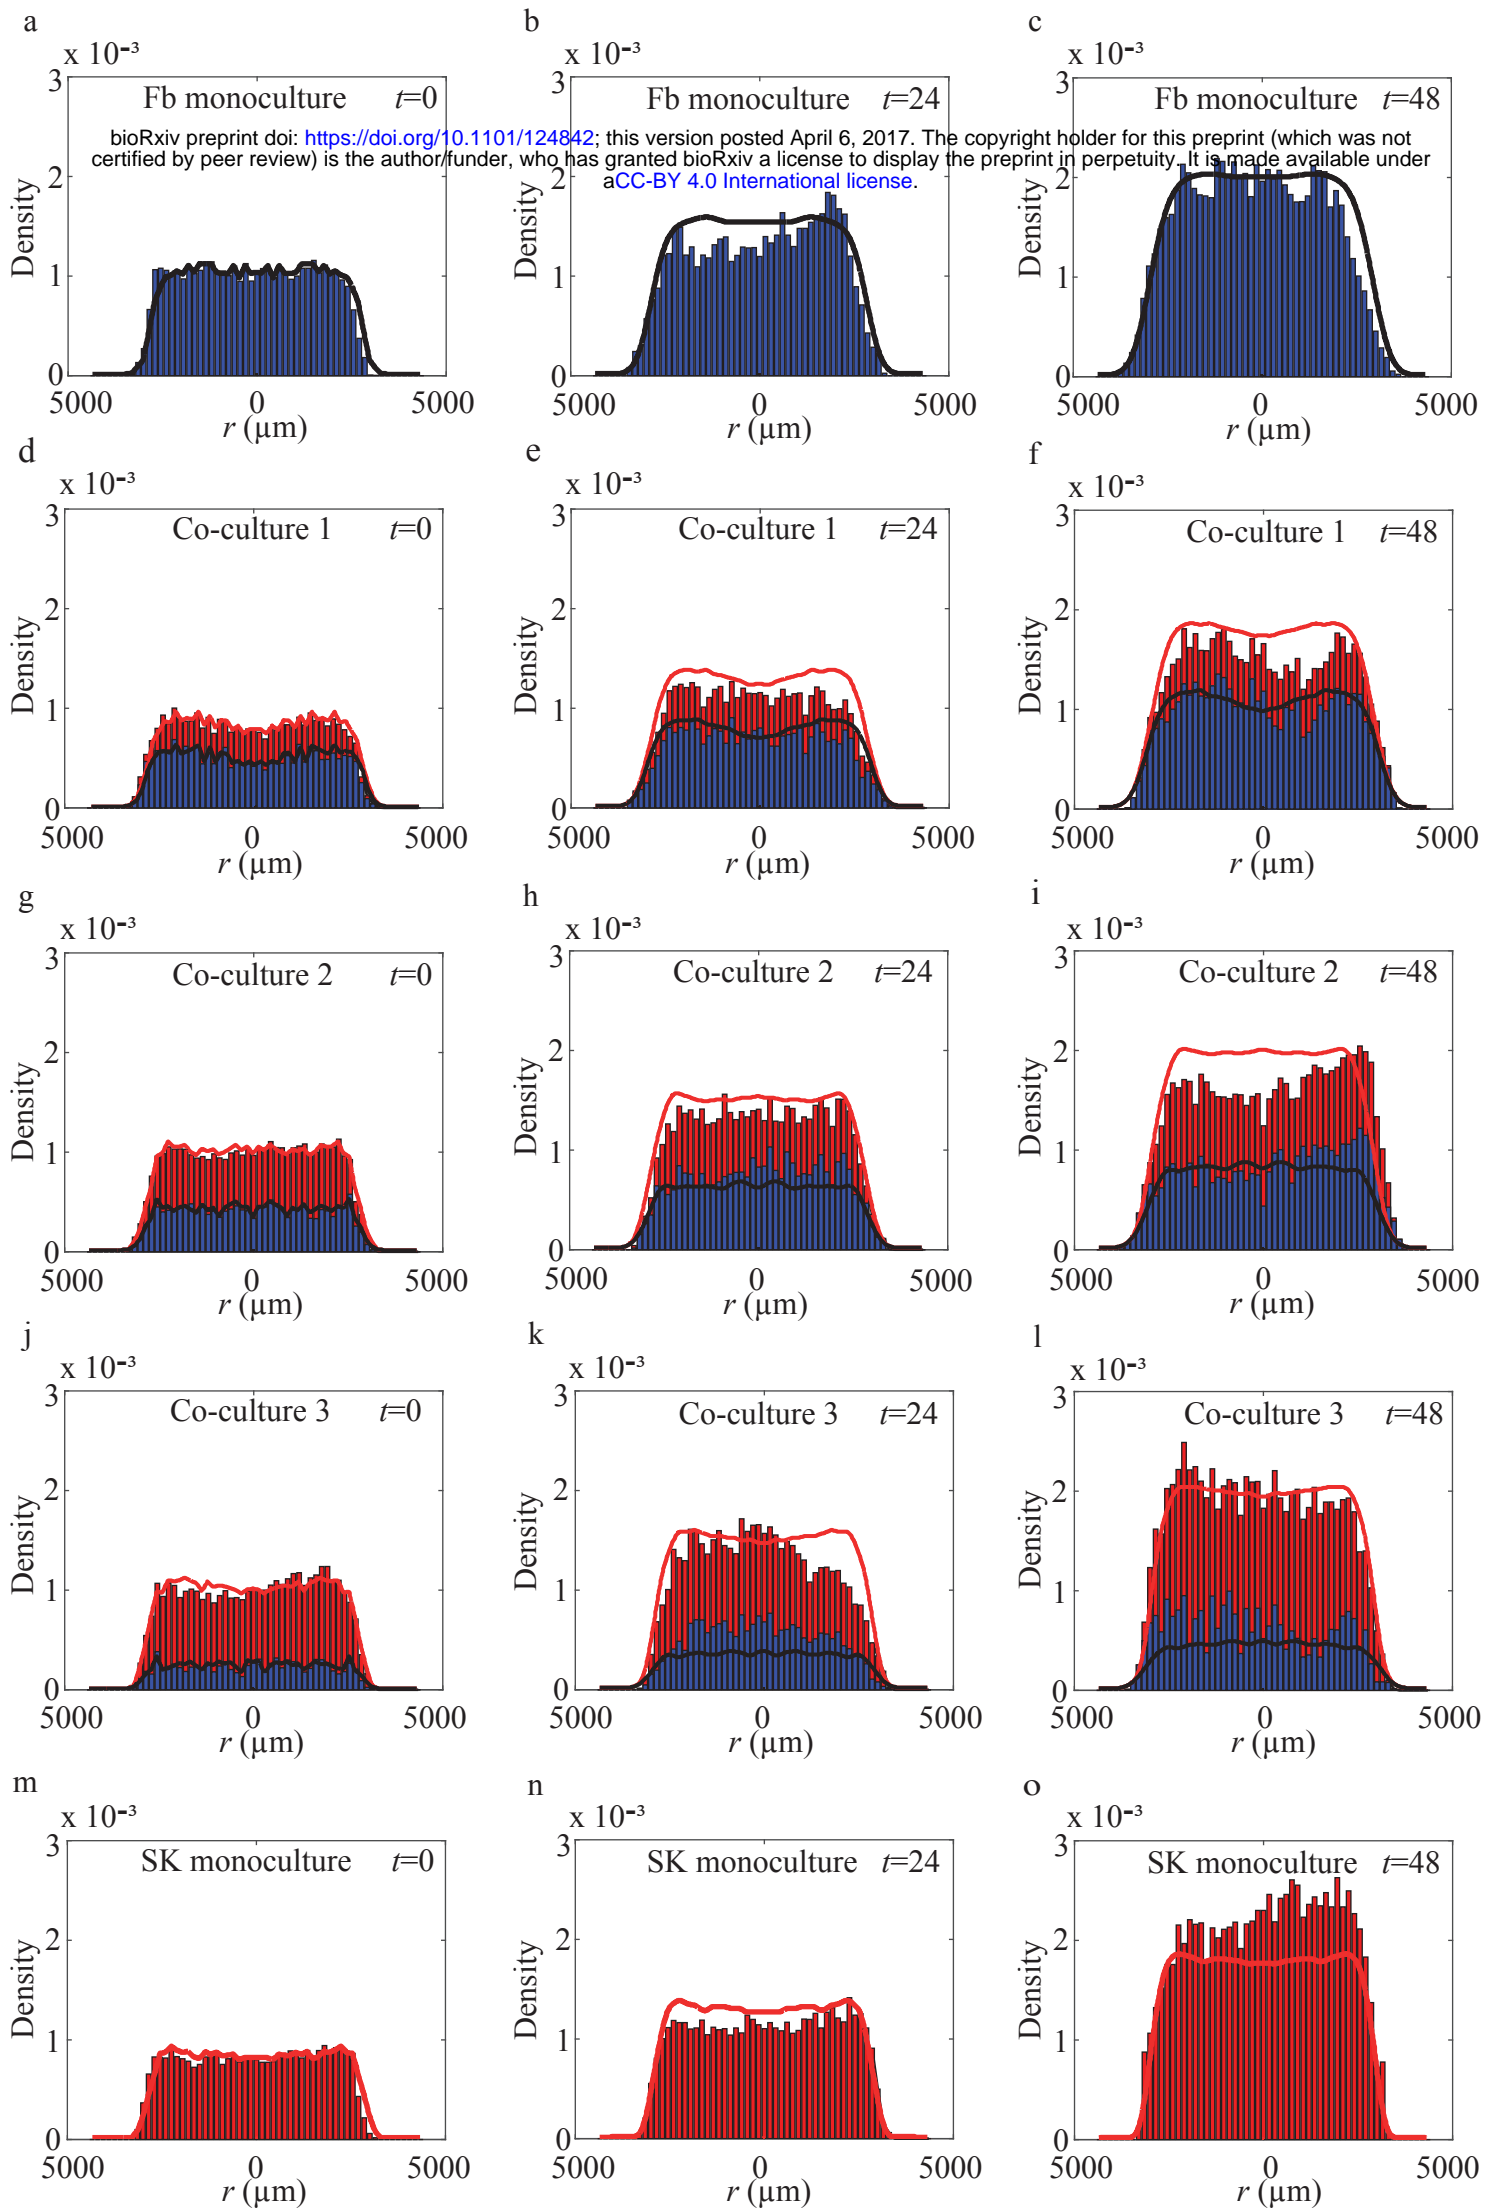 a
b
c
x 10⁻³
x 10⁻³
x 10⁻³
3
Fb monoculture t=0
3
Fb monoculture t=24
3
Fb monoculture t=48
bioRxiv preprint doi: https://doi.org/10.1101/124842; this version posted April 6, 2017. The copyright holder for this preprint (which was not
certified by peer review) is the author/funder, who has granted bioRxiv a license to display the preprint in perpetuity. It is made available under
aCC-BY 4.0 International license.
2
2
2
Density
Density
Density
1
1
1
0
0
0
5000 0 5000
5000 0 5000
5000 0 5000
r (µm)
r (µm)
r (µm)
d
e
f
x 10⁻³
x 10⁻³
x 10⁻³
3
Co-culture 1 t=0
3
Co-culture 1 t=24
3
Co-culture 1 t=48
2
2
2
Density
Density
Density
1
1
1
0
0
0
5000 0 5000
5000 0 5000
5000 0 5000
r (µm)
r (µm)
r (µm)
g
h
i
x 10⁻³
x 10⁻³
x 10⁻³
3
Co-culture 2 t=0
3
Co-culture 2 t=24
3
Co-culture 2 t=48
2
2
2
Density
Density
Density
1
1
1
0
0
0
5000 0 5000
5000 0 5000
5000 0 5000
r (µm)
r (µm)
r (µm)
j
k
l
x 10⁻³
x 10⁻³
x 10⁻³
3
Co-culture 3 t=0
3
Co-culture 3 t=24
3
Co-culture 3 t=48
2
2
2
Density
Density
Density
1
1
1
0
0
0
5000 0 5000
5000 0 5000
5000 0 5000
r (µm)
r (µm)
r (µm)
m
n
o
x 10⁻³
x 10⁻³
x 10⁻³
3
SK monoculture t=0
3
SK monoculture t=24
3
SK monoculture t=48
2
2
2
Density
Density
Density
1
1
1
0
0
0
5000 0 5000
5000 0 5000
5000 0 5000
r (µm)
r (µm)
r (µm)